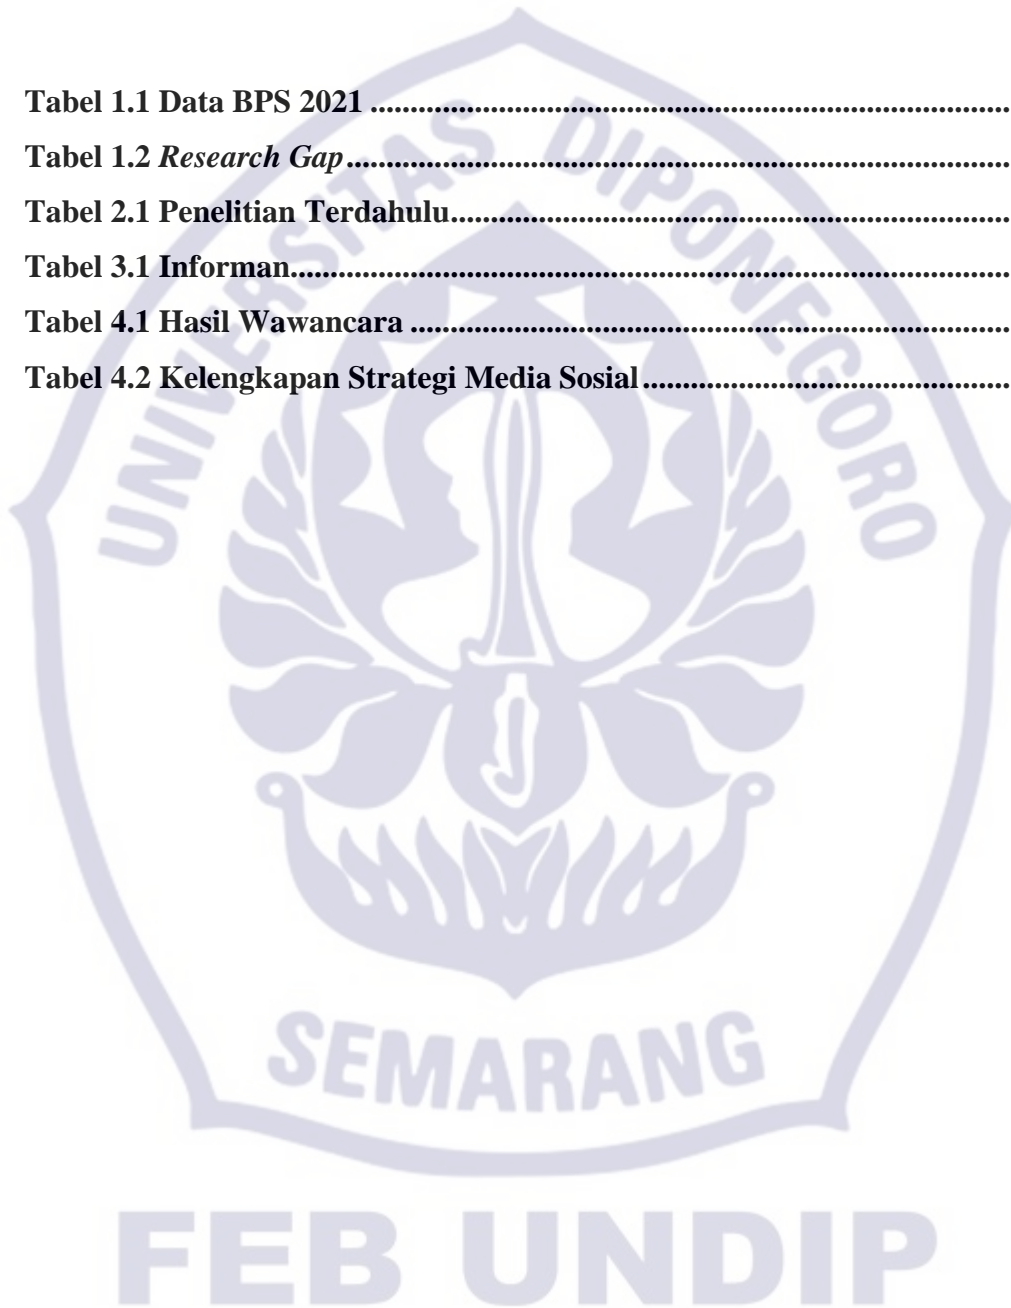 Tabel 1.1 Data BPS 2021 ................................................................................
Tabel 1.2 Research Gap...................................................................................
Tabel 2.1 Penelitian Terdahulu......................................................................
Tabel 3.1 Informan..........................................................................................
Tabel 4.1 Hasil Wawancara ...........................................................................
Tabel 4.2 Kelengkapan Strategi Media Sosial..............................................
UNIVERSITAS DIPONEGORO
SEMARANG
FEB UNDIP